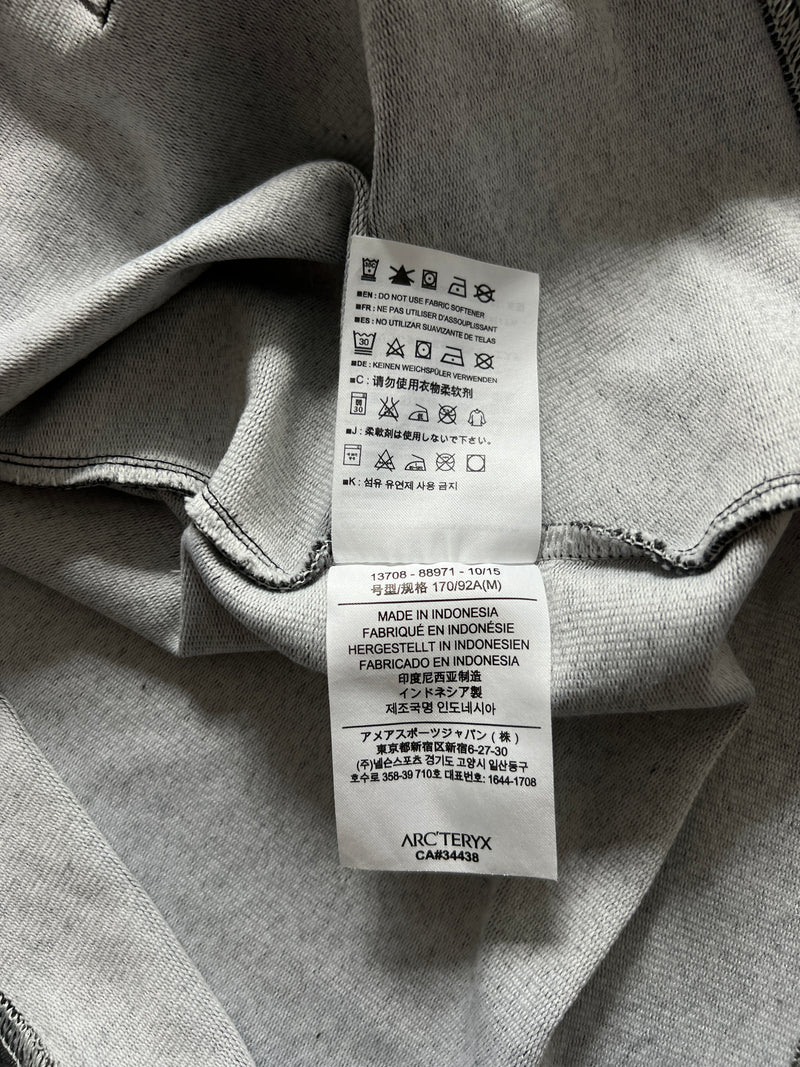 30C
■EN : DO NOT USE FABRIC SOFTENER
■FR : NE PAS UTILISER D'ASSOUPLISSANT
■ES : NO UTILIZAR SUAVIZANTE DE TELAS
30
■DE : KEINEN WEICHSPÜLER VERWENDEN
■C : 请勿使用衣物柔软剂
弱
30
■J : 柔軟剤は使用しないで下さい。
■K : 섬유 유연제 사용 금지
13708 - 88971 - 10/15
号型/规格 170/92A(M)
MADE IN INDONESIA
FABRIQUÉ EN INDONÉSIE
HERGESTELLT IN INDONESIEN
FABRICADO EN INDONESIA
印度尼西亚制造
インドネシア製
제조국명 인도네시아
アメアスポーツジャパン ( 株 )
東京都新宿区新宿6-27-30
(주)넬슨스포츠 경기도 고양시 일산동구
호수로 358-39 710호 대표번호: 1644-1708
ARC'TERYX
CA#34438